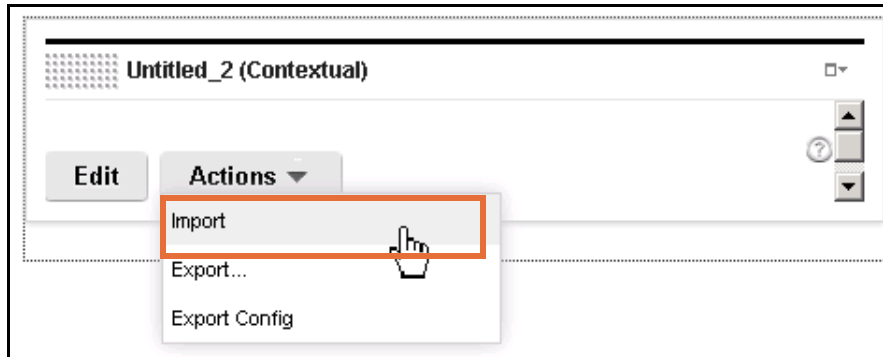 Untitled_2 (Contextual)
?
Edit
Actions
Import
Export...
Export Config